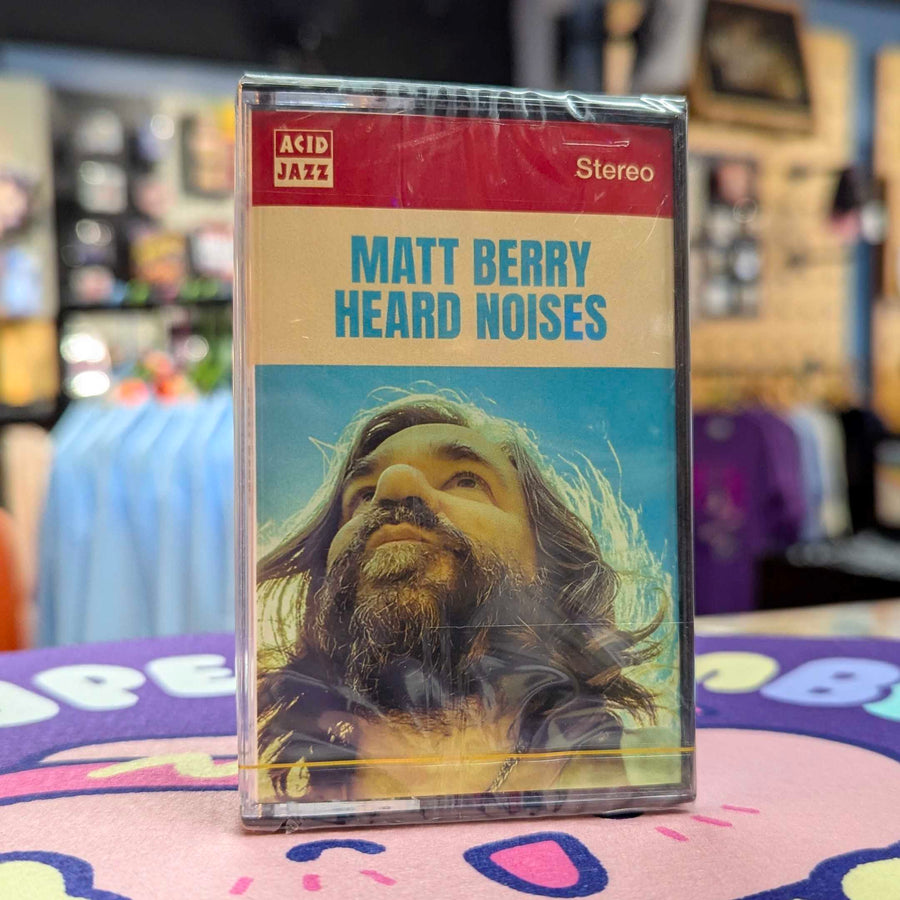 ACID
JAZZ
Stereo
MATT BERRY
HEARD NOISES